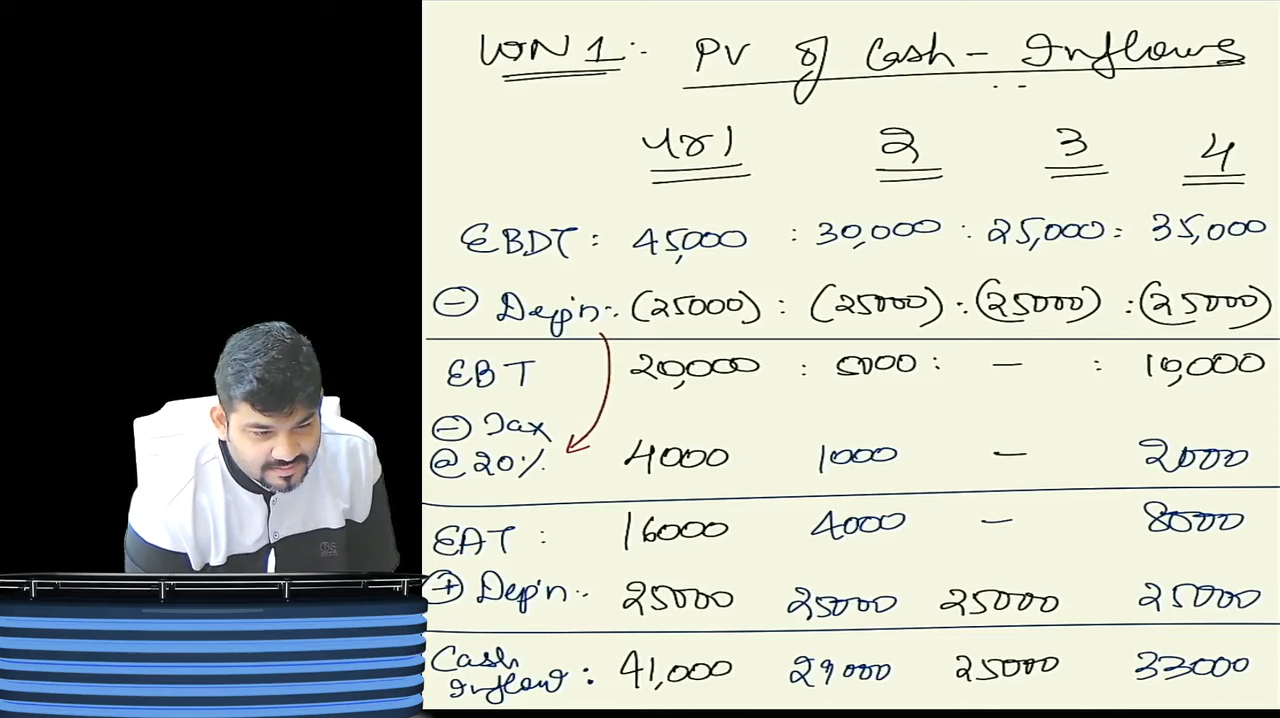 WN 1:- PV of Cash - Inflows
yr 1 2 3 4
EBDT : 45,000 : 30,000 : 25,000 : 35,000
(-) Dep'n:. (25000) : (25000) : (25000) : (25000)
EBT 20,000 : 5000 : - : 10,000
(-) Tax
@ 20% 4000 1000 - 2000
EAT : 16000 4000 - 8000
(+) Dep'n:. 25000 25000 25000 25000
Cash
Inflow : 41,000 29000 25000 33000